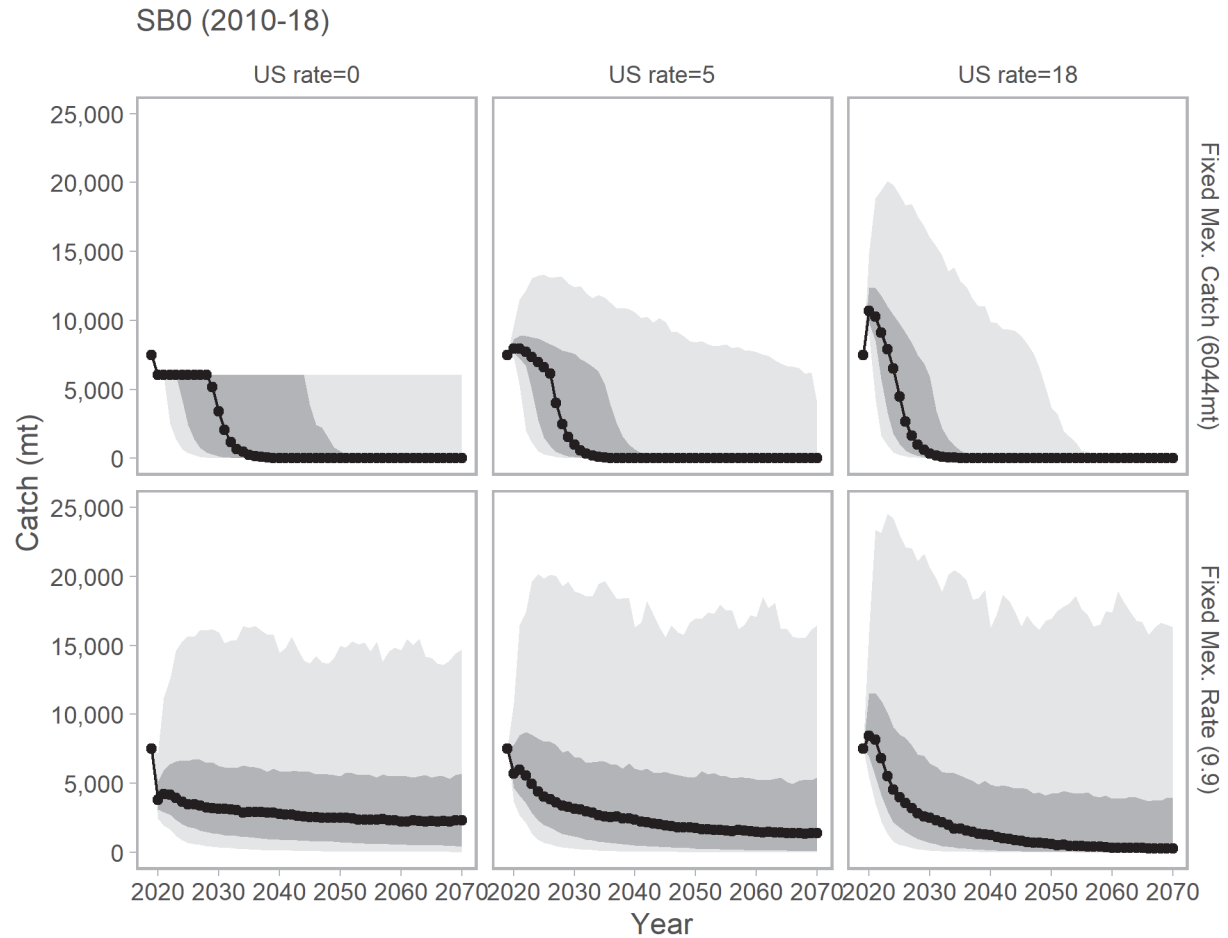 SB0 (2010-18)
US rate=0
US rate=5
US rate=18
25,000
20,000
15,000
10,000
5,000
0
Fixed Mex. Catch (6044mt)
Catch (mt)
25,000
20,000
15,000
10,000
5,000
0
Fixed Mex. Rate (9.9)
2020 2030 2040 2050 2060 2070
2020 2030 2040 2050 2060 2070
2020 2030 2040 2050 2060 2070
Year